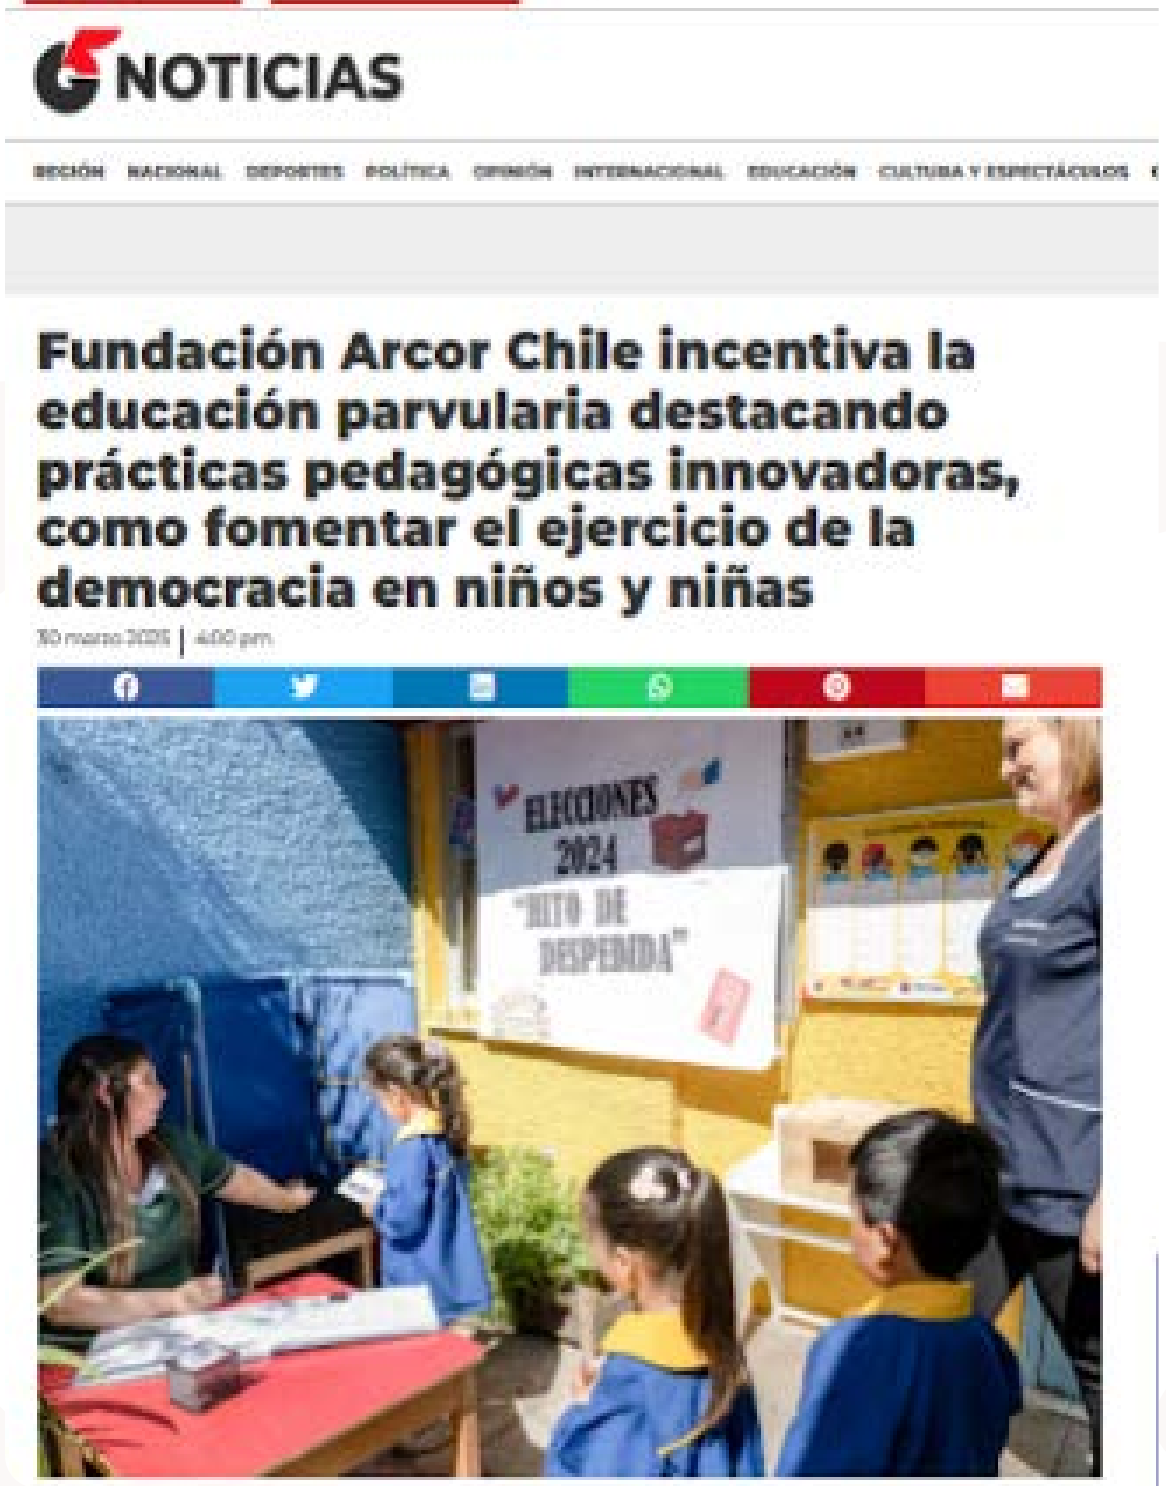 NOTICIAS
REGIÓN NACIONAL DEPORTES POLÍTICA OPINIÓN INTERNACIONAL EDUCACIÓN CULTURA Y ESPECTÁCULOS
Fundación Arcor Chile incentiva la
educación parvularia destacando
prácticas pedagógicas innovadoras,
como fomentar el ejercicio de la
democracia en niños y niñas
30 marzo 2025 | 4:00 pm
ELECCIONES
2024
"HITO DE
DESPEDIDA"